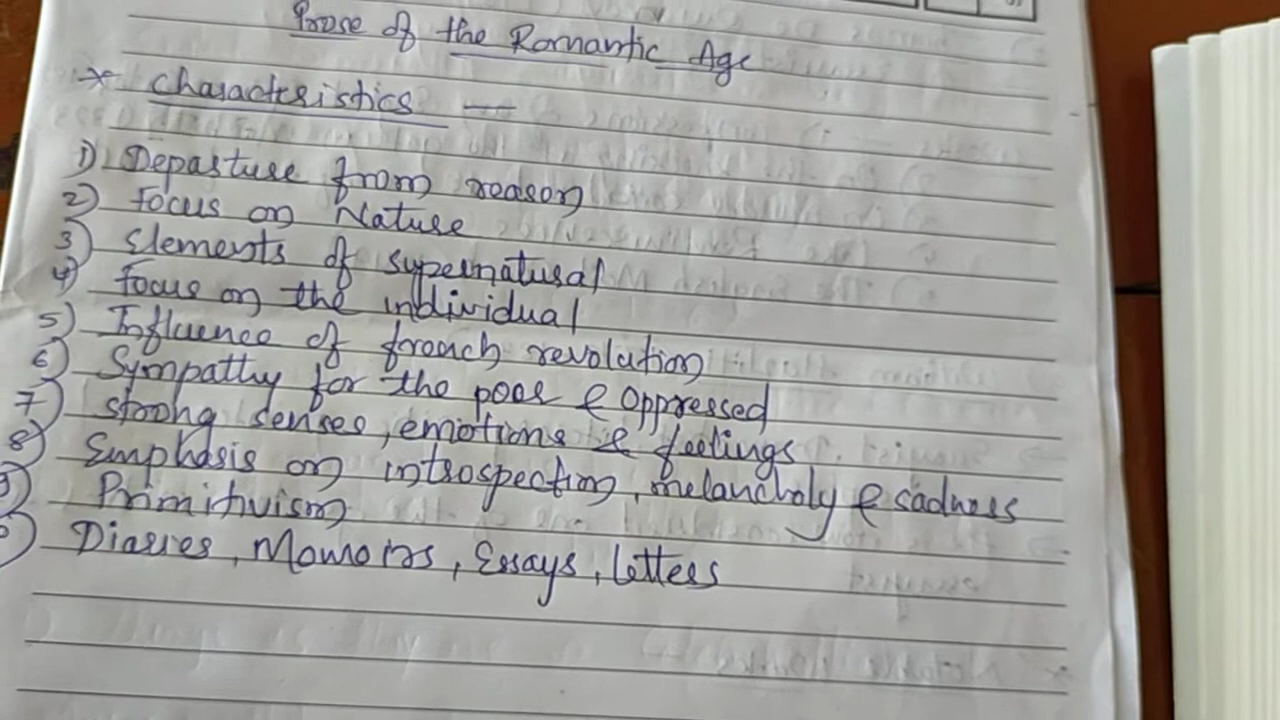 Prose of the Romantic Age
* Characteristics —
1) Departure from reason
2) Focus on Nature
3) Elements of supernatural
4) Focus on the individual
5) Influence of french revolution
6) Sympathy for the poor & oppressed
7) strong senses, emotions & feelings
8) Emphasis on introspection, melancholy & sadness
9) Primitivism
Diaries, Memoirs, Essays, letters